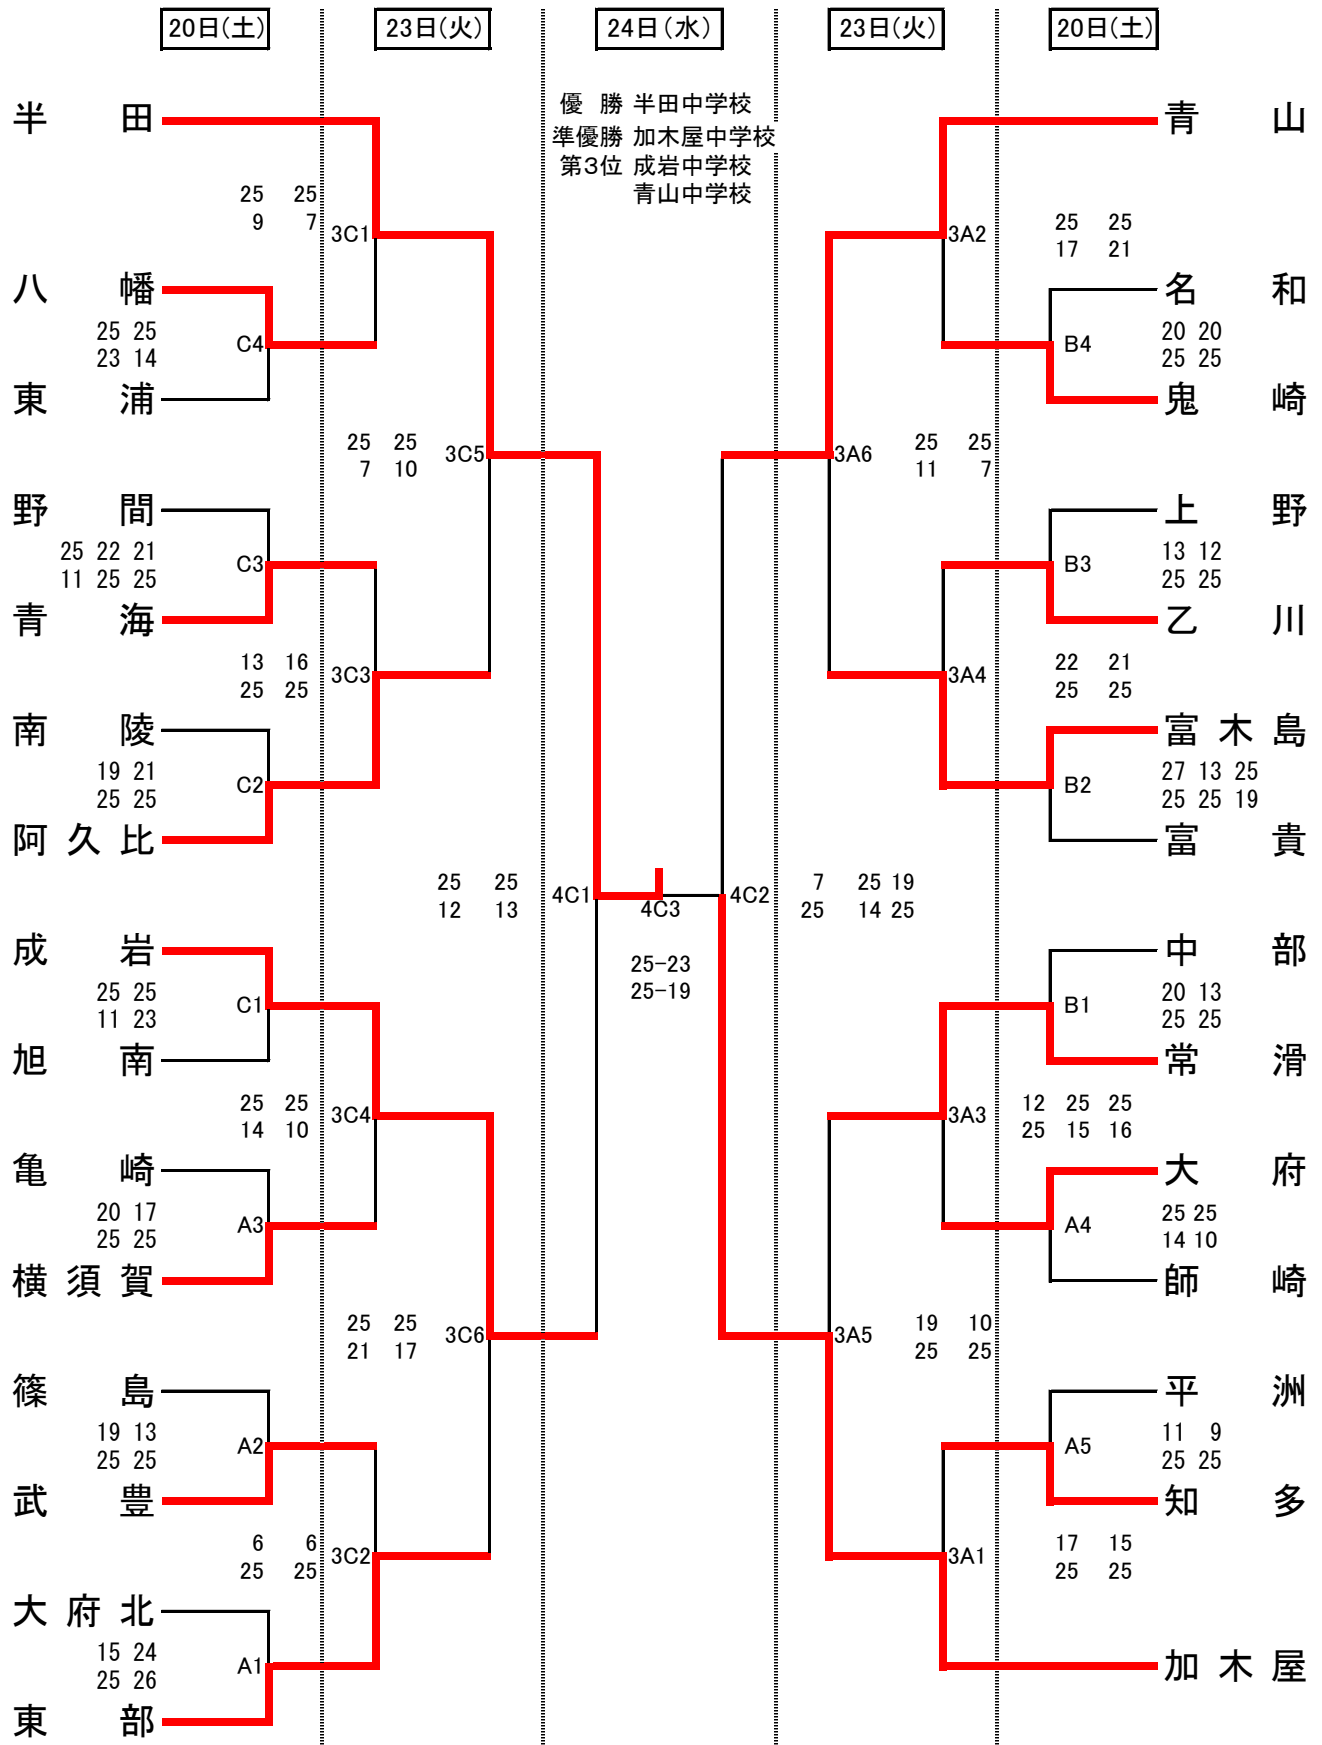 20日(土) 23日(火) 24日(水) 23日(火) 20日(土)
優 勝 半田中学校
準優勝 加木屋中学校
第3位 成岩中学校
青山中学校
半 田
25 25
9 7
3C1
八 幡
25 25
23 14
C4
東 浦
25 25
7 10
3C5
野 間
25 22 21
11 25 25
C3
青 海
13 16
25 25
3C3
南 陵
19 21
25 25
C2
阿 久 比
25 25
12 13
4C1
成 岩
25 25
11 23
C1
旭 南
25 25
14 10
3C4
亀 崎
20 17
25 25
A3
横 須 賀
25 25
21 17
3C6
篠 島
19 13
25 25
A2
武 豊
6 6
25 25
3C2
大 府 北
15 24
25 26
A1
東 部
4C3
25-23
25-19
青 山
3A2
25 25
17 21
名 和
B4
20 20
25 25
鬼 崎
3A6
25 25
11 7
上 野
B3
13 12
25 25
乙 川
3A4
22 21
25 25
富 木 島
B2
27 13 25
25 25 19
富 貴
4C2
7 25 19
25 14 25
中 部
B1
20 13
25 25
常 滑
3A3
12 25 25
25 15 16
大 府
A4
25 25
14 10
師 崎
3A5
19 10
25 25
平 洲
A5
11 9
25 25
知 多
3A1
17 15
25 25
加 木 屋